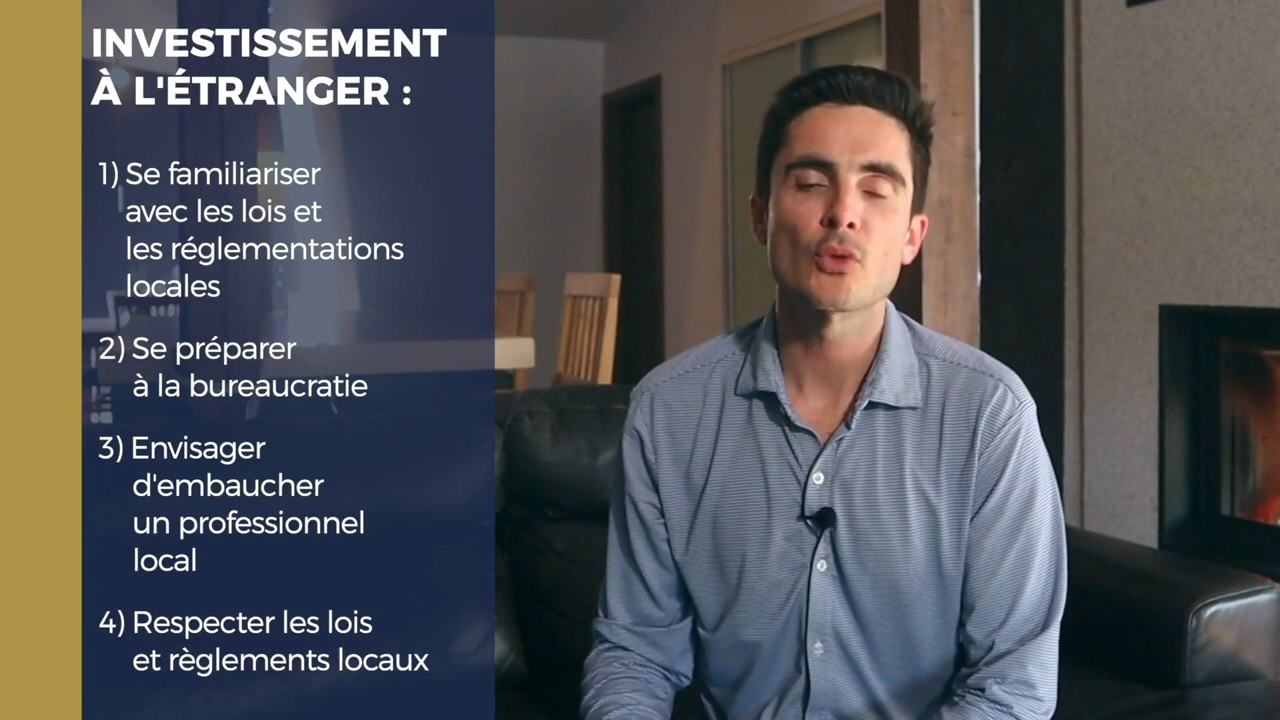 INVESTISSEMENT
À L'ÉTRANGER :
1) Se familiariser
avec les lois et
les réglementations
locales
2) Se préparer
à la bureaucratie
3) Envisager
d'embaucher
un professionnel
local
4) Respecter les lois
et règlements locaux